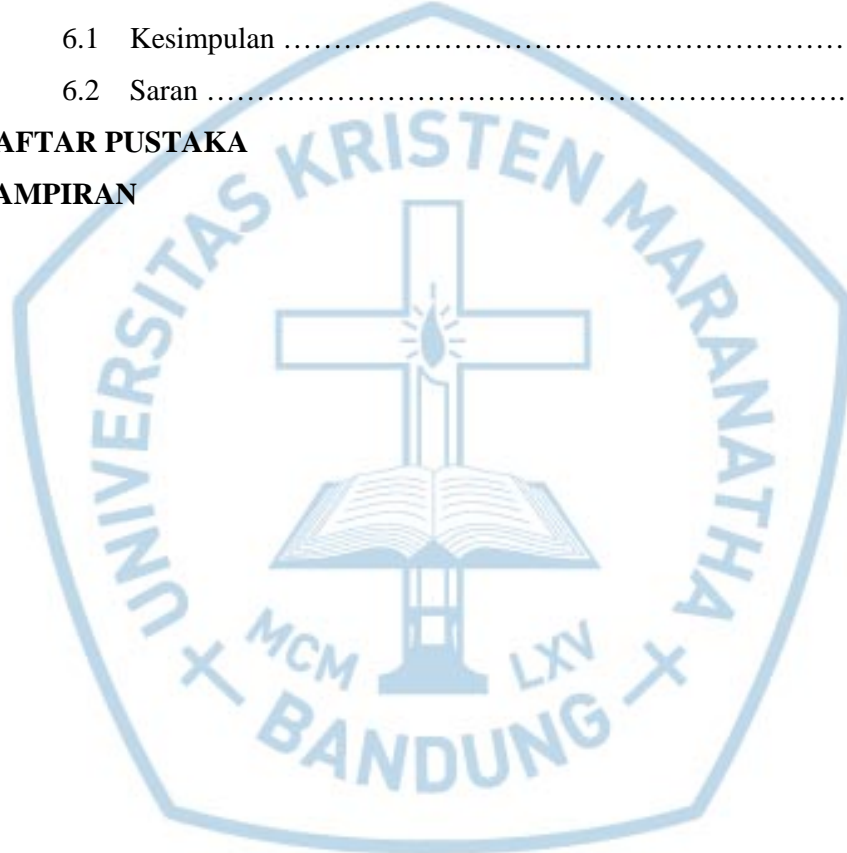 6.1 Kesimpulan ……………………………………………………
6.2 Saran …………………………………………………………..
AFTAR PUSTAKA
AMPIRAN
UNIVERSITAS KRISTEN MARANATHA
MCM LXV
BANDUNG